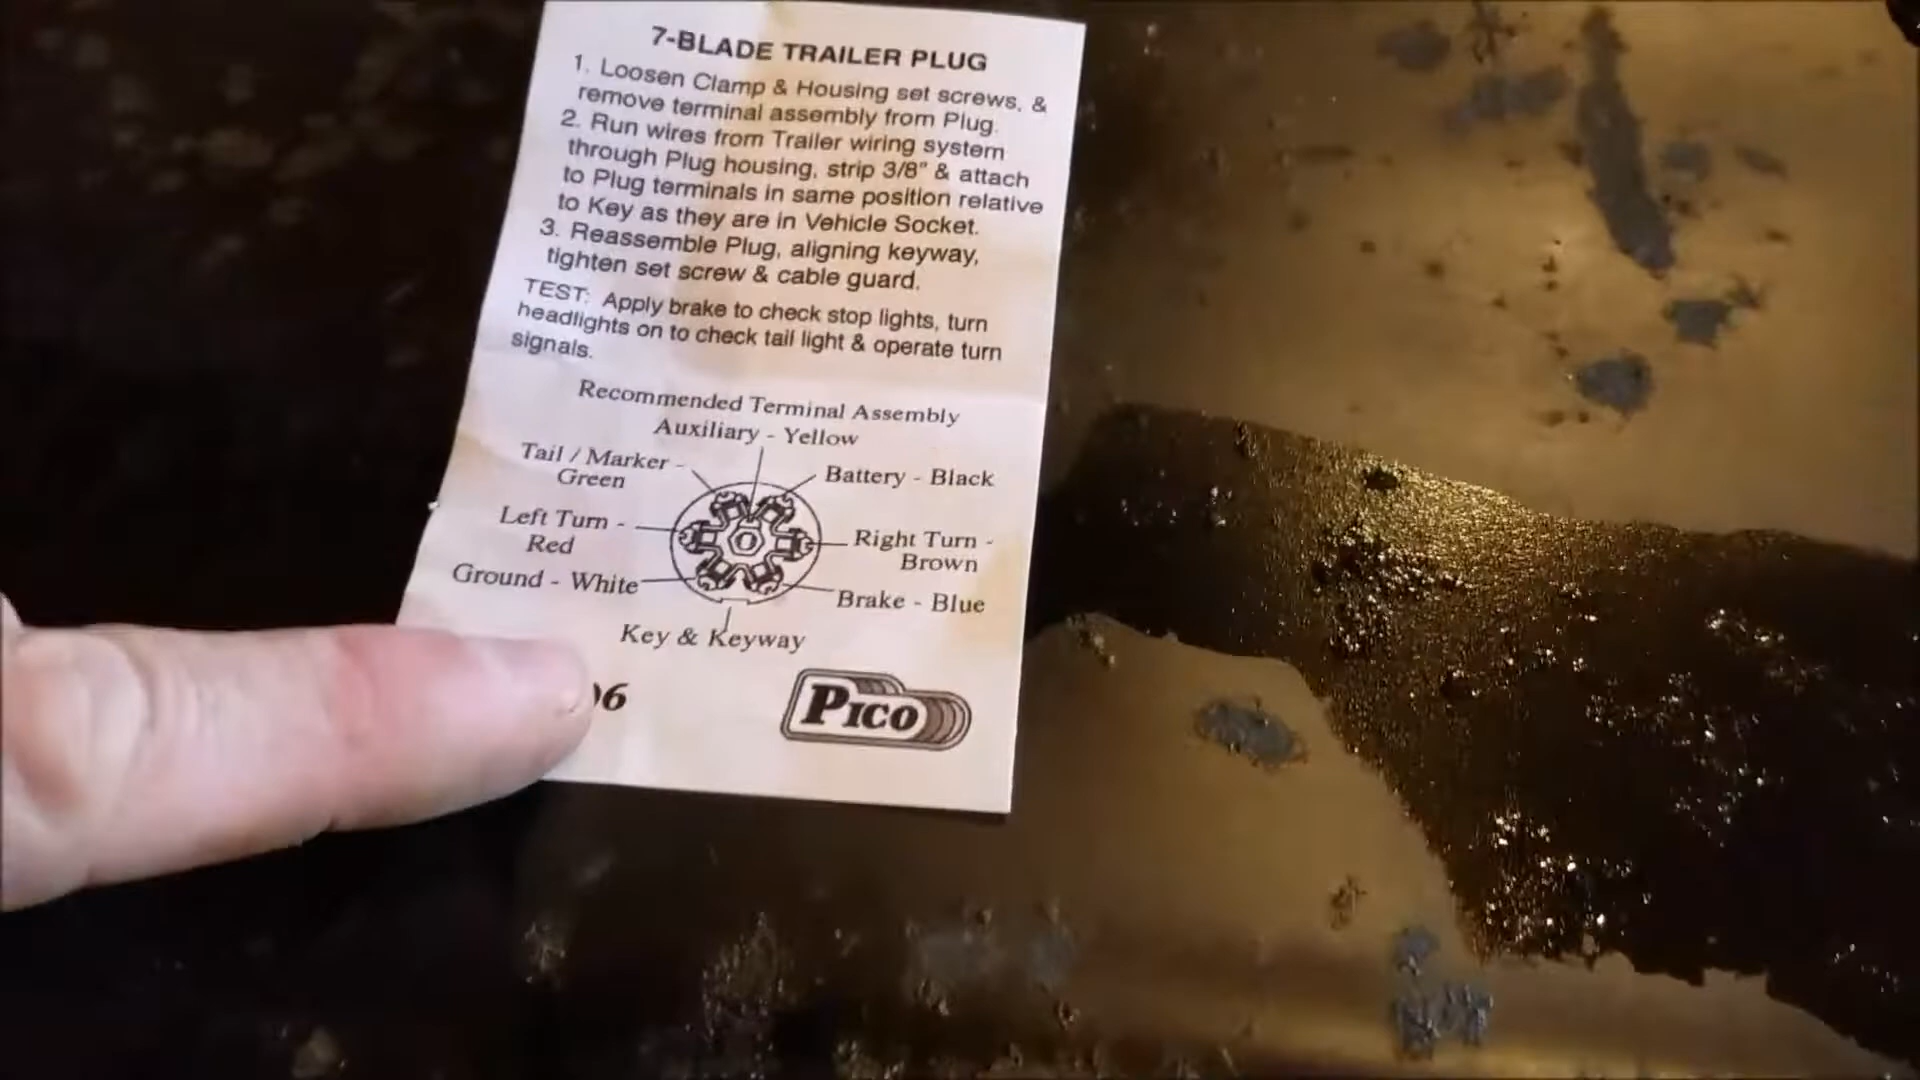 7-BLADE TRAILER PLUG
1. Loosen Clamp & Housing set screws, &
remove terminal assembly from Plug.
2. Run wires from Trailer wiring system
through Plug housing, strip 3/8" & attach
to Plug terminals in same position relative
to Key as they are in Vehicle Socket.
3. Reassemble Plug, aligning keyway,
tighten set screw & cable guard.
TEST: Apply brake to check stop lights, turn
headlights on to check tail light & operate turn
signals.
Recommended Terminal Assembly
Auxiliary - Yellow
Tail / Marker -
Green
Battery - Black
Left Turn -
Red
Right Turn -
Brown
Ground - White
Brake - Blue
Key & Keyway
PICO